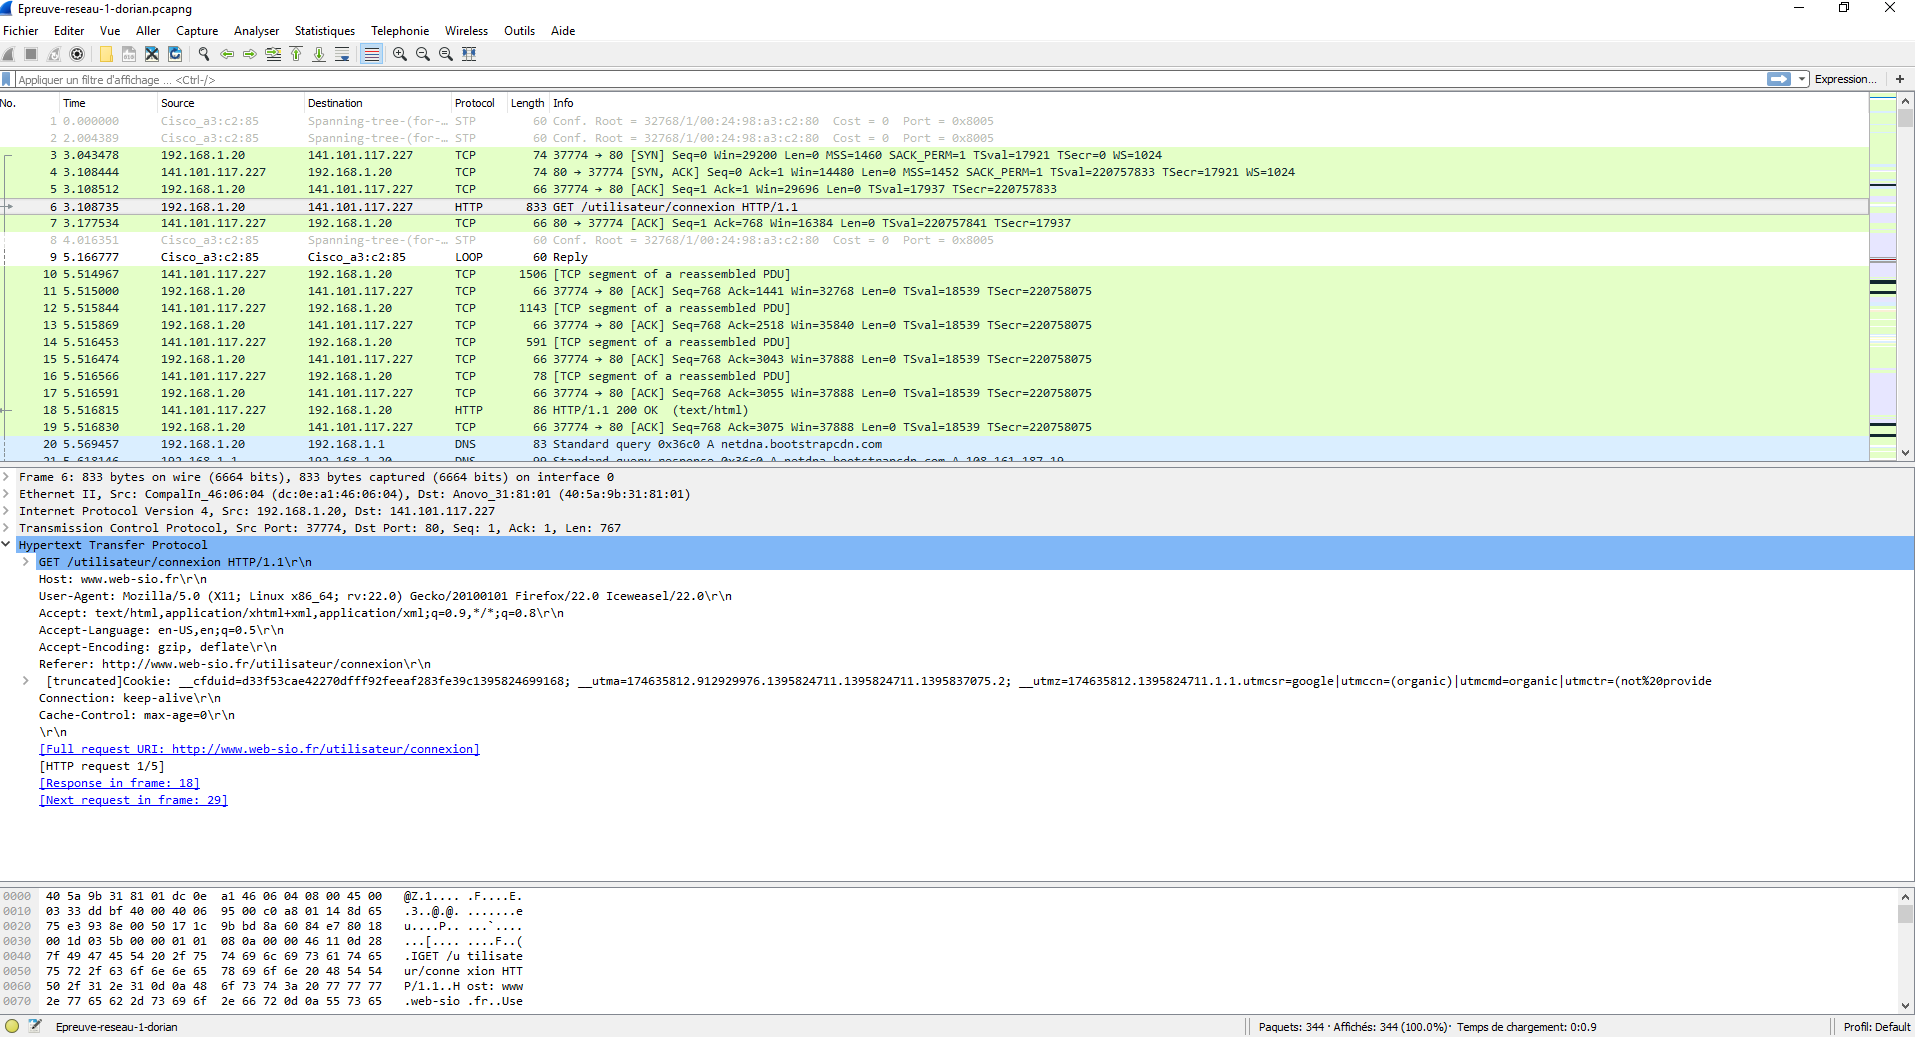 Epreuve-reseau-1-dorian.pcapng
Fichier Editer Vue Aller Capture Analyser Statistiques Telephonie Wireless Outils Aide
Appliquer un filtre d'affichage ... <Ctrl-/> Expression... +
No. Time Source Destination Protocol Length Info
1 0.000000 Cisco_a3:c2:85 Spanning-tree-(for-… STP 60 Conf. Root = 32768/1/00:24:98:a3:c2:80 Cost = 0 Port = 0x8005
2 2.004389 Cisco_a3:c2:85 Spanning-tree-(for-… STP 60 Conf. Root = 32768/1/00:24:98:a3:c2:80 Cost = 0 Port = 0x8005
3 3.043478 192.168.1.20 141.101.117.227 TCP 74 37774 → 80 [SYN] Seq=0 Win=29200 Len=0 MSS=1460 SACK_PERM=1 TSval=17921 TSecr=0 WS=1024
4 3.108444 141.101.117.227 192.168.1.20 TCP 74 80 → 37774 [SYN, ACK] Seq=0 Ack=1 Win=14480 Len=0 MSS=1452 SACK_PERM=1 TSval=220757833 TSecr=17921 WS=1024
5 3.108512 192.168.1.20 141.101.117.227 TCP 66 37774 → 80 [ACK] Seq=1 Ack=1 Win=29696 Len=0 TSval=17937 TSecr=220757833
6 3.108735 192.168.1.20 141.101.117.227 HTTP 833 GET /utilisateur/connexion HTTP/1.1
7 3.177534 141.101.117.227 192.168.1.20 TCP 66 80 → 37774 [ACK] Seq=1 Ack=768 Win=16384 Len=0 TSval=220757841 TSecr=17937
8 4.016351 Cisco_a3:c2:85 Spanning-tree-(for-… STP 60 Conf. Root = 32768/1/00:24:98:a3:c2:80 Cost = 0 Port = 0x8005
9 5.166777 Cisco_a3:c2:85 Cisco_a3:c2:85 LOOP 60 Reply
10 5.514967 141.101.117.227 192.168.1.20 TCP 1506 [TCP segment of a reassembled PDU]
11 5.515000 192.168.1.20 141.101.117.227 TCP 66 37774 → 80 [ACK] Seq=768 Ack=1441 Win=32768 Len=0 TSval=18539 TSecr=220758075
12 5.515844 141.101.117.227 192.168.1.20 TCP 1143 [TCP segment of a reassembled PDU]
13 5.515869 192.168.1.20 141.101.117.227 TCP 66 37774 → 80 [ACK] Seq=768 Ack=2518 Win=35840 Len=0 TSval=18539 TSecr=220758075
14 5.516453 141.101.117.227 192.168.1.20 TCP 591 [TCP segment of a reassembled PDU]
15 5.516474 192.168.1.20 141.101.117.227 TCP 66 37774 → 80 [ACK] Seq=768 Ack=3043 Win=37888 Len=0 TSval=18539 TSecr=220758075
16 5.516566 141.101.117.227 192.168.1.20 TCP 78 [TCP segment of a reassembled PDU]
17 5.516591 192.168.1.20 141.101.117.227 TCP 66 37774 → 80 [ACK] Seq=768 Ack=3055 Win=37888 Len=0 TSval=18539 TSecr=220758075
18 5.516815 141.101.117.227 192.168.1.20 HTTP 86 HTTP/1.1 200 OK (text/html)
19 5.516830 192.168.1.20 141.101.117.227 TCP 66 37774 → 80 [ACK] Seq=768 Ack=3075 Win=37888 Len=0 TSval=18539 TSecr=220758075
20 5.569457 192.168.1.20 192.168.1.1 DNS 83 Standard query 0x36c0 A netdna.bootstrapcdn.com
21 5.618146 192.168.1.1 192.168.1.20 DNS 99 Standard query response 0x36c0 A netdna.bootstrapcdn.com A 108.161.187.19
Frame 6: 833 bytes on wire (6664 bits), 833 bytes captured (6664 bits) on interface 0
Ethernet II, Src: CompalIn_46:06:04 (dc:0e:a1:46:06:04), Dst: Anovo_31:81:01 (40:5a:9b:31:81:01)
Internet Protocol Version 4, Src: 192.168.1.20, Dst: 141.101.117.227
Transmission Control Protocol, Src Port: 37774, Dst Port: 80, Seq: 1, Ack: 1, Len: 767
Hypertext Transfer Protocol
GET /utilisateur/connexion HTTP/1.1\r\n
Host: www.web-sio.fr\r\n
User-Agent: Mozilla/5.0 (X11; Linux x86_64; rv:22.0) Gecko/20100101 Firefox/22.0 Iceweasel/22.0\r\n
Accept: text/html,application/xhtml+xml,application/xml;q=0.9,*/*;q=0.8\r\n
Accept-Language: en-US,en;q=0.5\r\n
Accept-Encoding: gzip, deflate\r\n
Referer: http://www.web-sio.fr/utilisateur/connexion\r\n
[truncated]Cookie: __cfduid=d33f53cae42270dfff92feeaf283fe39c1395824699168; __utma=174635812.912929976.1395824711.1395824711.1395837075.2; __utmz=174635812.1395824711.1.1.utmcsr=google|utmccn=(organic)|utmcmd=organic|utmctr=(not%20provide
Connection: keep-alive\r\n
Cache-Control: max-age=0\r\n
\r\n
[Full request URI: http://www.web-sio.fr/utilisateur/connexion]
[HTTP request 1/5]
[Response in frame: 18]
[Next request in frame: 29]
0000 40 5a 9b 31 81 01 dc 0e a1 46 06 04 08 00 45 00 @Z.1.... .F....E.
0010 03 33 dd bf 40 00 40 06 95 00 c0 a8 01 14 8d 65 .3..@.@. .......e
0020 75 e3 93 8e 00 50 17 1c 9b bd 8a 60 84 e7 80 18 u....P.. ...`....
0030 00 1d 03 5b 00 00 01 01 08 0a 00 00 46 11 0d 28 ...[.... ....F..(
0040 7f 49 47 45 54 20 2f 75 74 69 6c 69 73 61 74 65 .IGET /u tilisate
0050 75 72 2f 63 6f 6e 6e 65 78 69 6f 6e 20 48 54 54 ur/conne xion HTT
0060 50 2f 31 2e 31 0d 0a 48 6f 73 74 3a 20 77 77 77 P/1.1..H ost: www
0070 2e 77 65 62 2d 73 69 6f 2e 66 72 0d 0a 55 73 65 .web-sio .fr..Use
Epreuve-reseau-1-dorian Paquets: 344 · Affichés: 344 (100.0%) · Temps de chargement: 0:0.9 Profil: Default